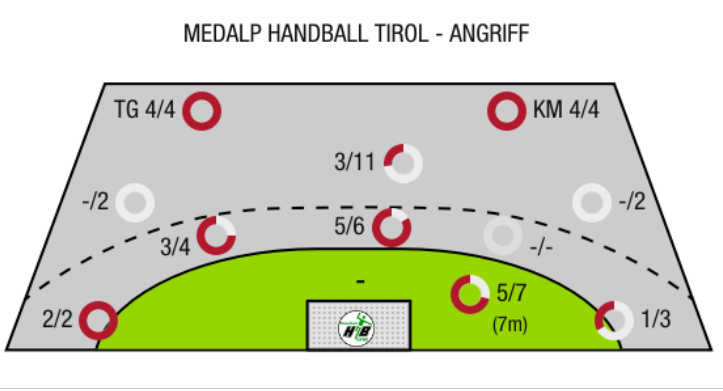 MEDALP HANDBALL TIROL - ANGRIFF
TG 4/4
KM 4/4
3/11
-/2
-/2
3/4
5/6
-/-
-
2/2
5/7
(7m)
1/3
HB